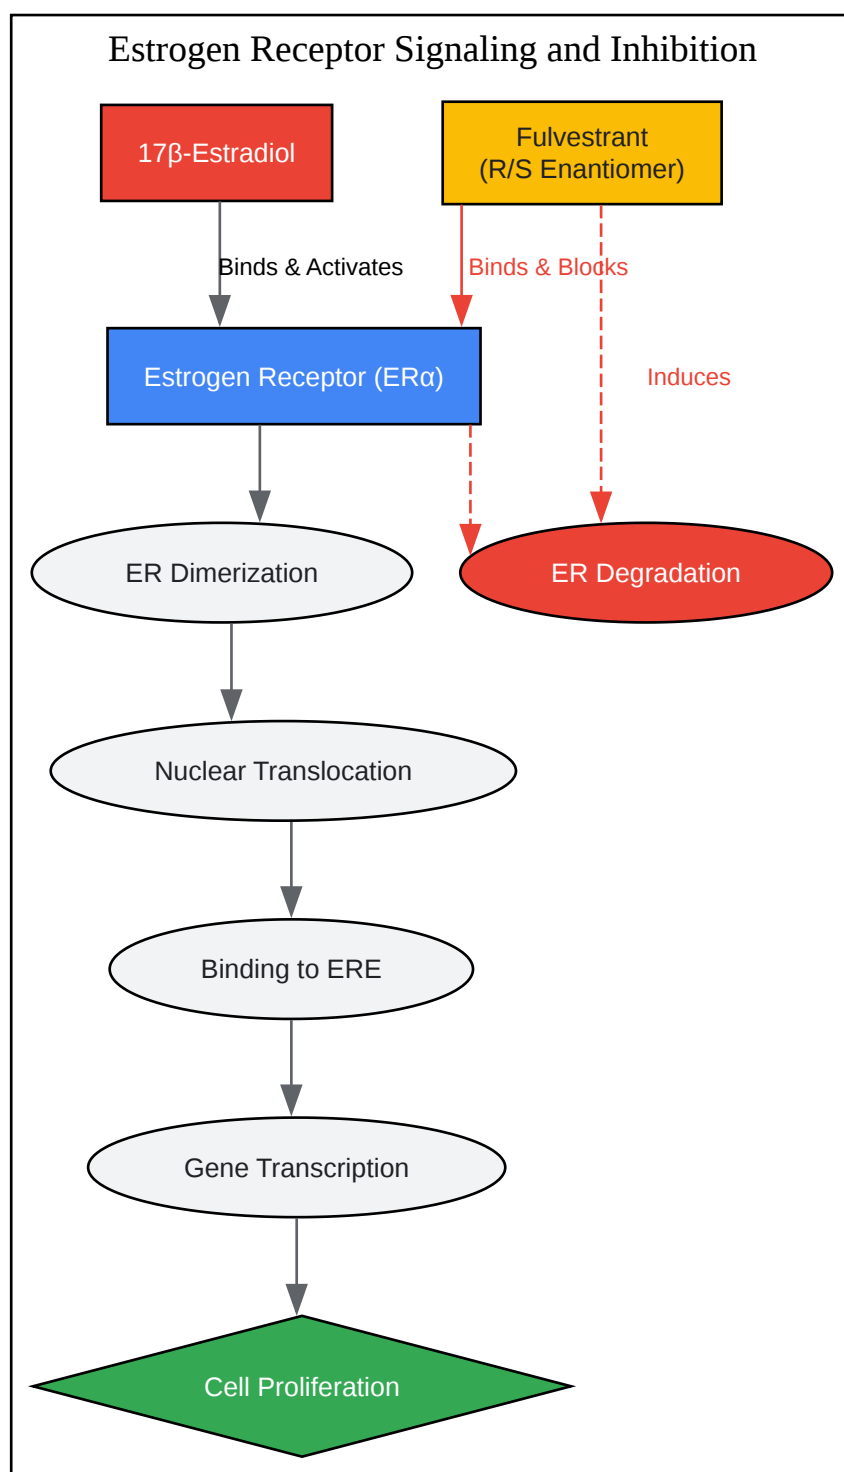 Estrogen Receptor Signaling and Inhibition
17β-Estradiol
Fulvestrant
(R/S Enantiomer)
Binds & Activates
Binds & Blocks
Estrogen Receptor (ERα)
Induces
ER Dimerization
ER Degradation
Nuclear Translocation
Binding to ERE
Gene Transcription
Cell Proliferation